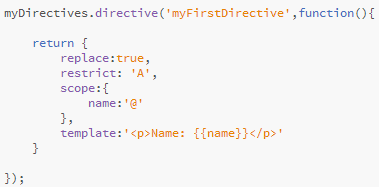 myDirectives.directive('myFirstDirective',function(){
return {
replace:true,
restrict: 'A',
scope:{
name:'@'
},
template:'<p>Name: {{name}}</p>'
}
});